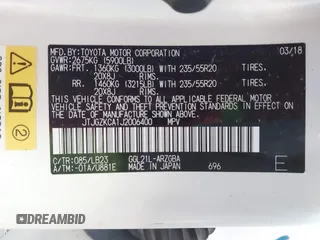 MFD.BY:TOYOTA MOTOR CORPORATION 03/18
GVWR:2675KG (5900LB)
GAWR:FRT. 1360KG (3000LB) WITH 235/55R20 TIRES.
20X8J RIMS.
RR. 1460KG (3215LB) WITH 235/55R20 TIRES.
20X8J RIMS.
THIS VEHICLE CONFORMS TO ALL APPLICABLE FEDERAL MOTOR
VEHICLE SAFETY AND THEFT PREVENTION STANDARDS IN EFFECT
ON THE DATE OF MANUFACTURE SHOWN ABOVE.
JTJGZKCA1J2006400 MPV
C/TR:085/LB23 GGL21L-ARZGBA
A/TM:-01A/U881E 696 E
© DREAMBID